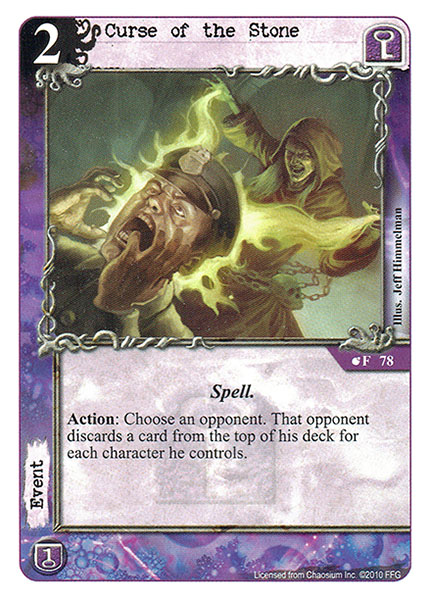 2
Curse of the Stone
Illus. Jeff Himmelman
F 78
Spell.
Action: Choose an opponent. That opponent
discards a card from the top of his deck for
each character he controls.
Event
1
Licensed from Chaosium Inc. ©2010 FFG